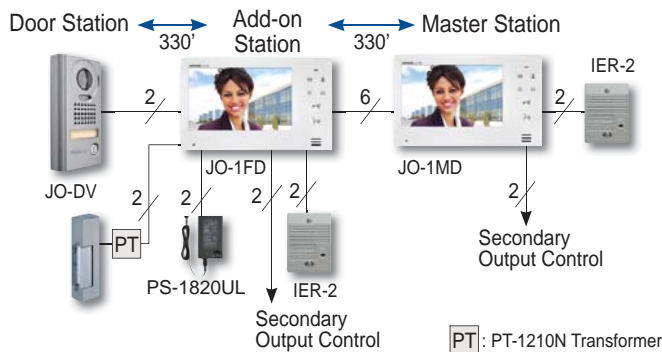 Door Station
330'
Add-on
Station
330'
Master Station
IER-2
2
6
2
JO-DV
JO-1FD
JO-1MD
2
2
2
2
2
PT
PS-1820UL
IER-2
Secondary
Output Control
Secondary
Output Control
PT : PT-1210N Transformer